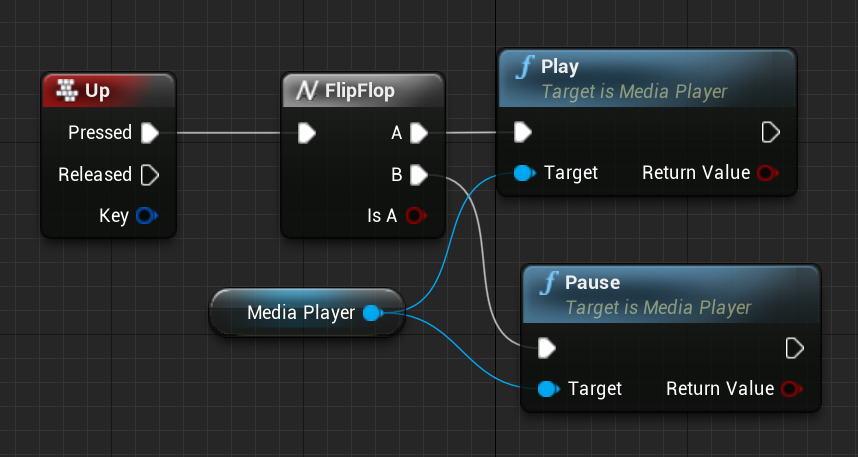 Up
Pressed
Released
Key
FlipFlop
A
B
Is A
Play
Target is Media Player
Target Return Value
Media Player
Pause
Target is Media Player
Target Return Value